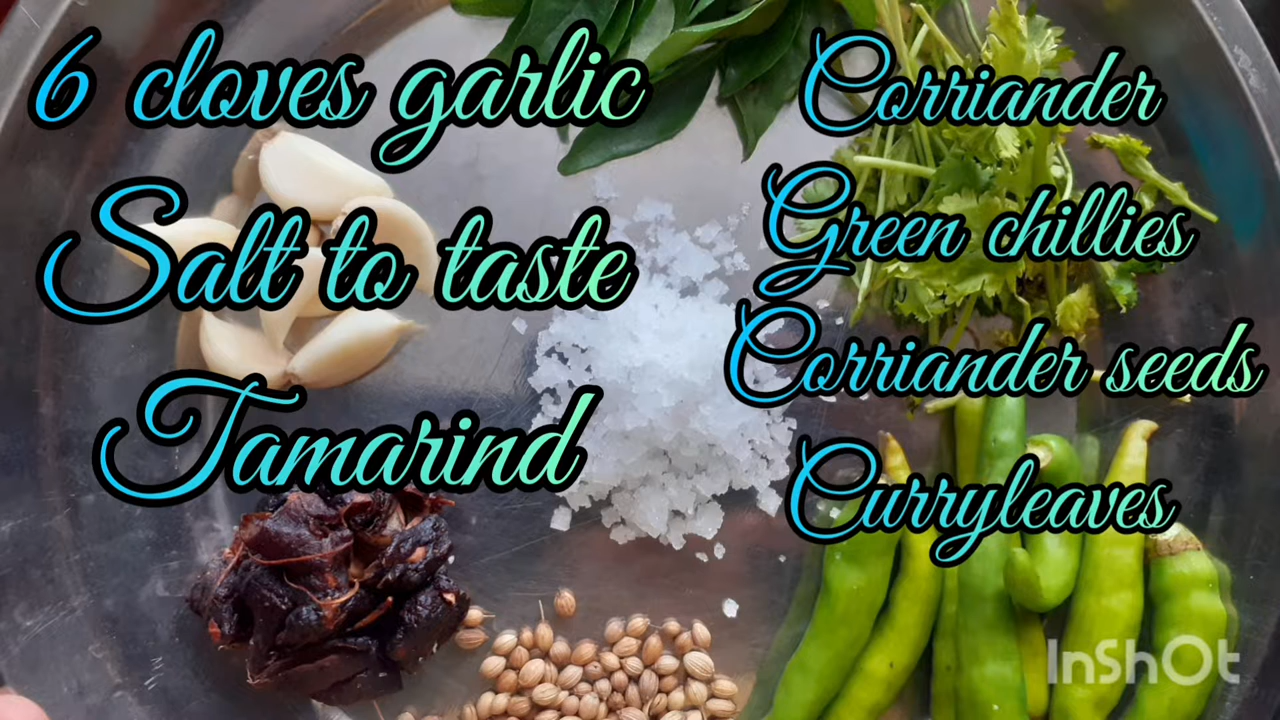 6 cloves garlic
Salt to taste
Tamarind
Corriander
Green chillies
Corriander seeds
Curryleaves
InShOt